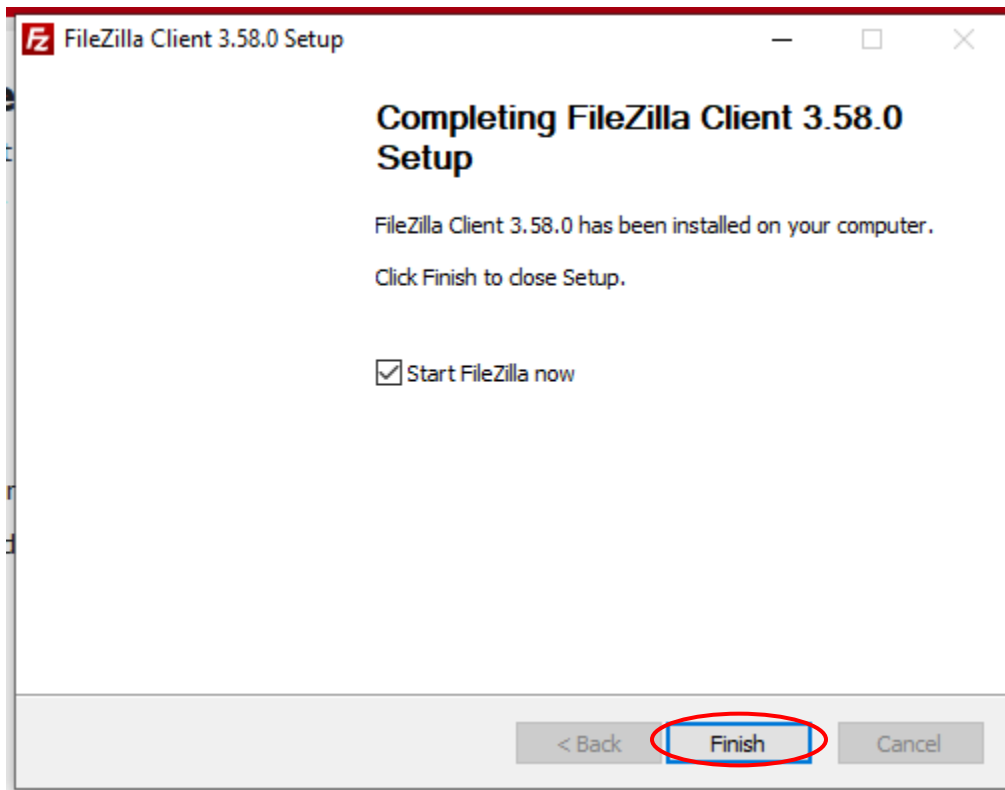 FileZilla Client 3.58.0 Setup
Completing FileZilla Client 3.58.0
Setup
FileZilla Client 3.58.0 has been installed on your computer.
Click Finish to close Setup.
Start FileZilla now
< Back
Finish
Cancel